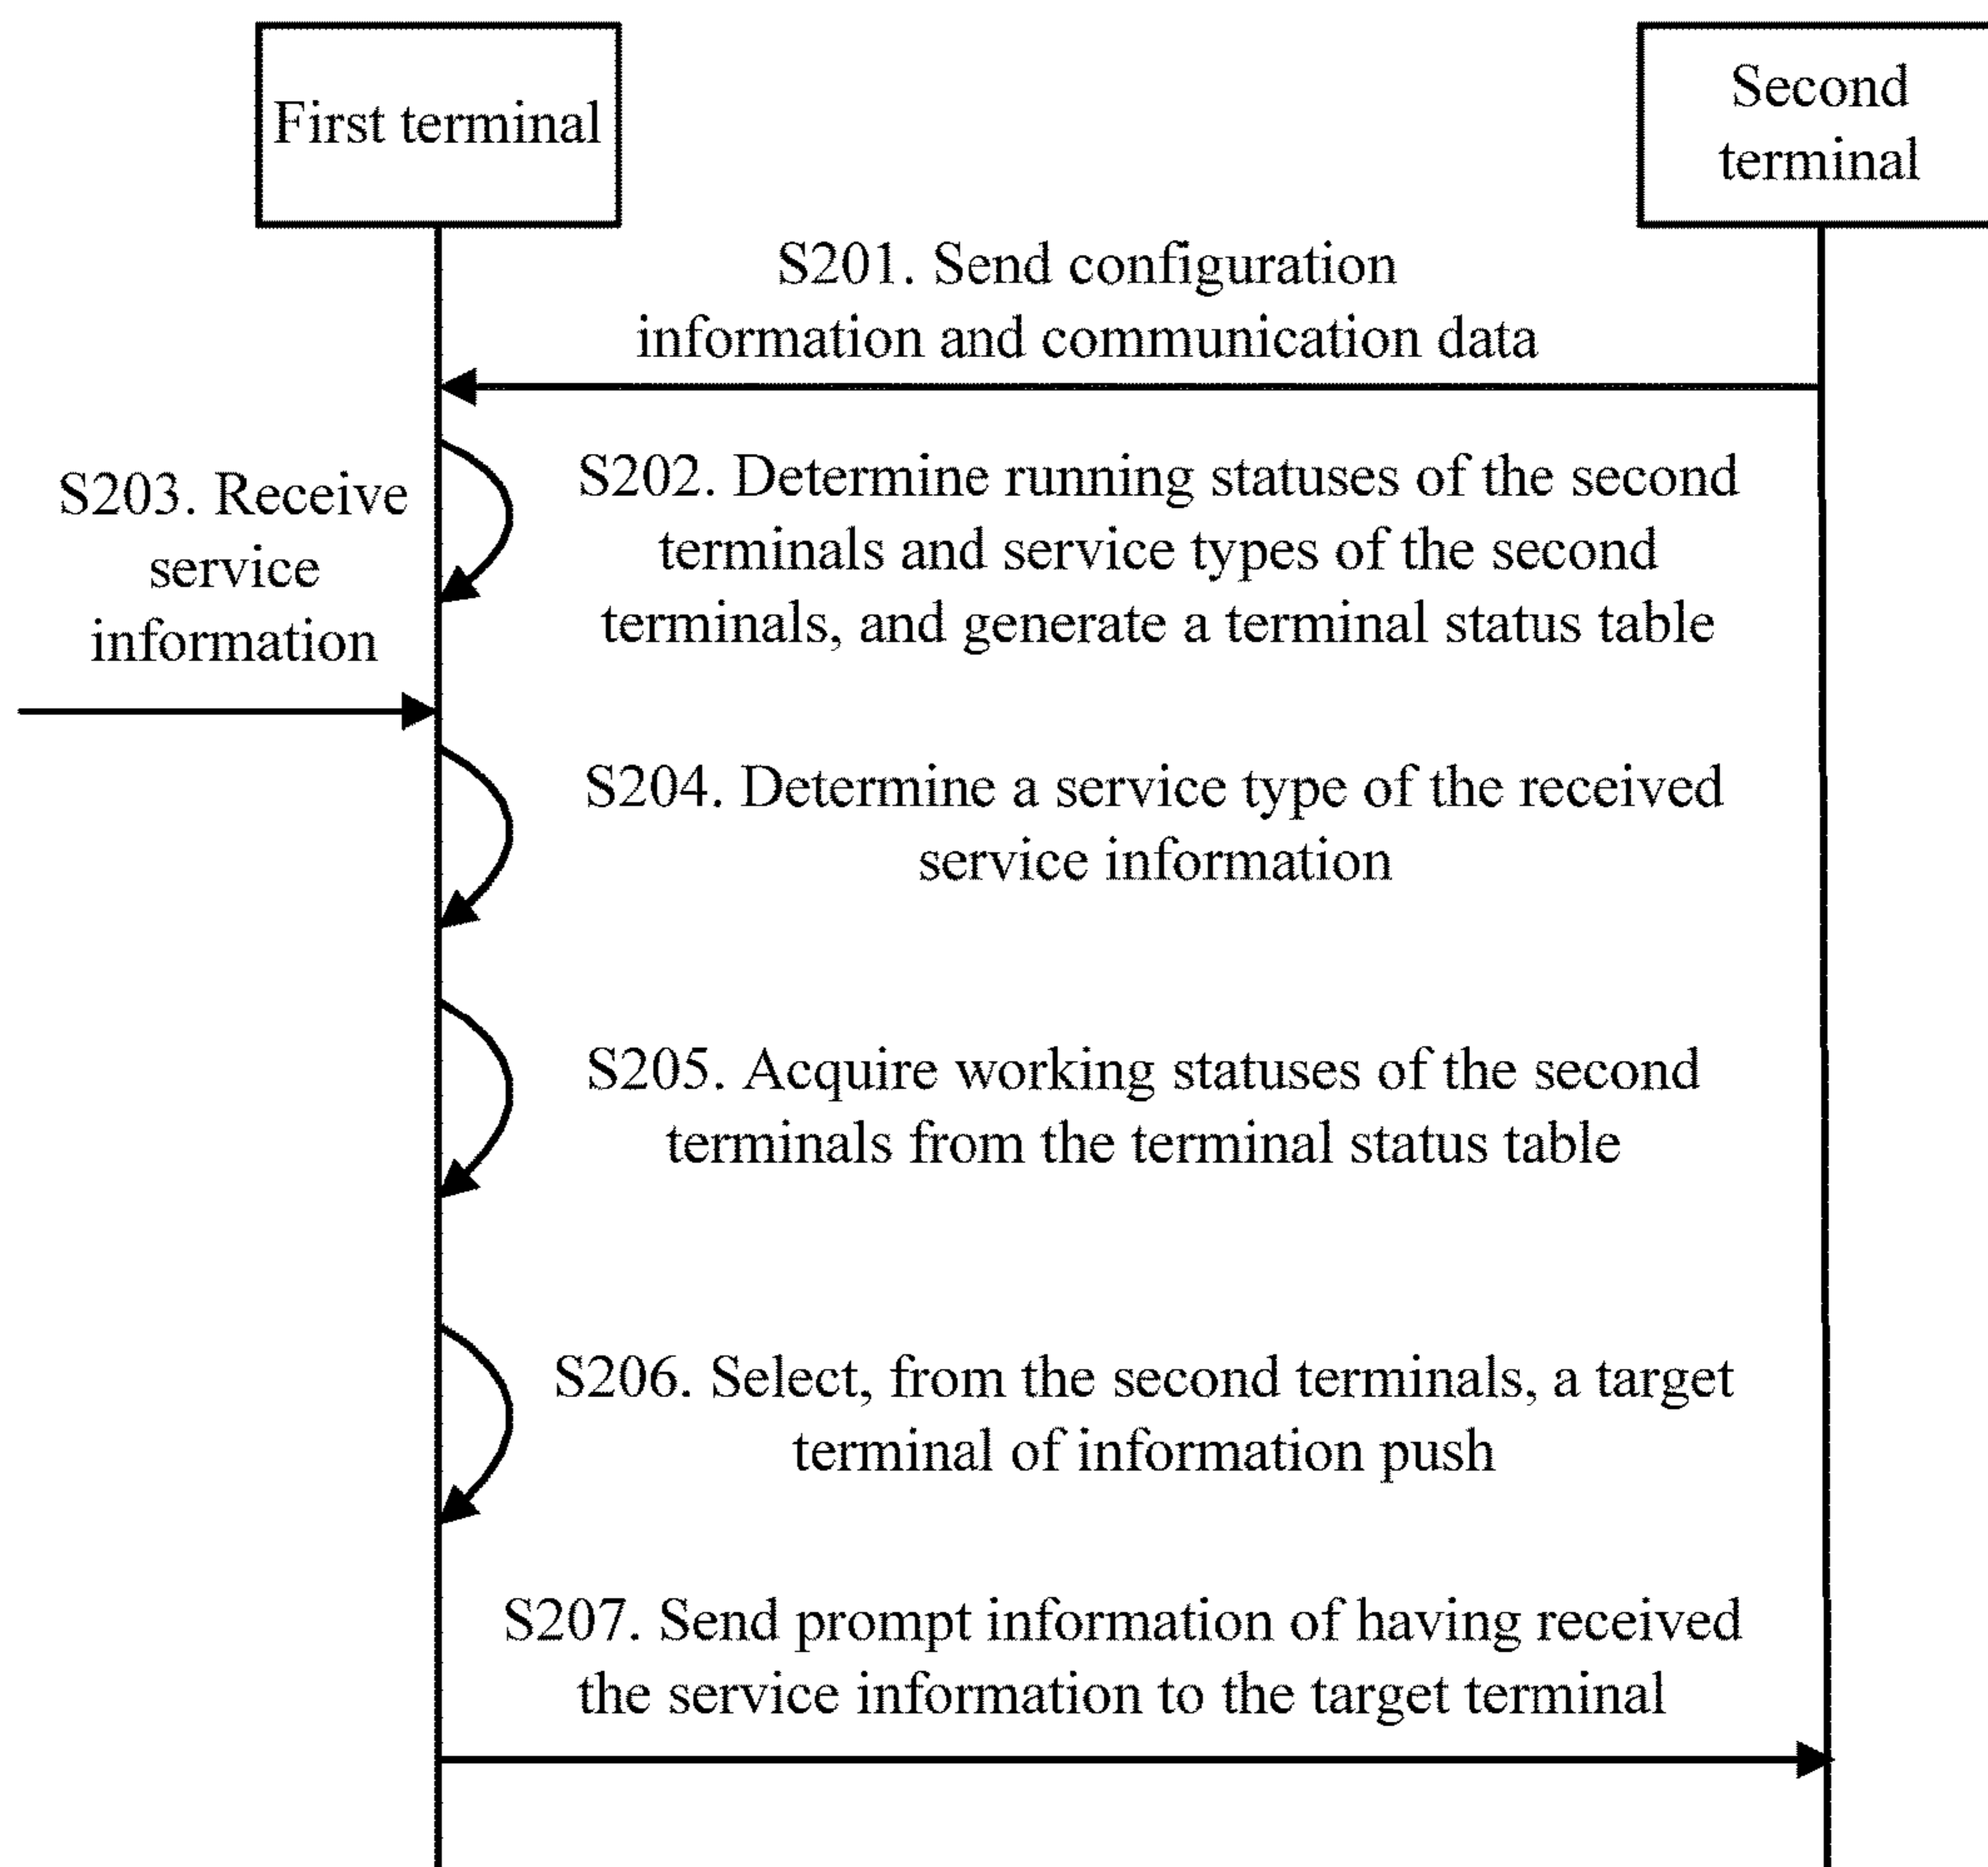 First terminal
Second
terminal
S201. Send configuration
information and communication data
S202. Determine running statuses of the second
terminals and service types of the second
terminals, and generate a terminal status table
S203. Receive
service
information
S204. Determine a service type of the received
service information
S205. Acquire working statuses of the second
terminals from the terminal status table
S206. Select, from the second terminals, a target
terminal of information push
S207. Send prompt information of having received
the service information to the target terminal